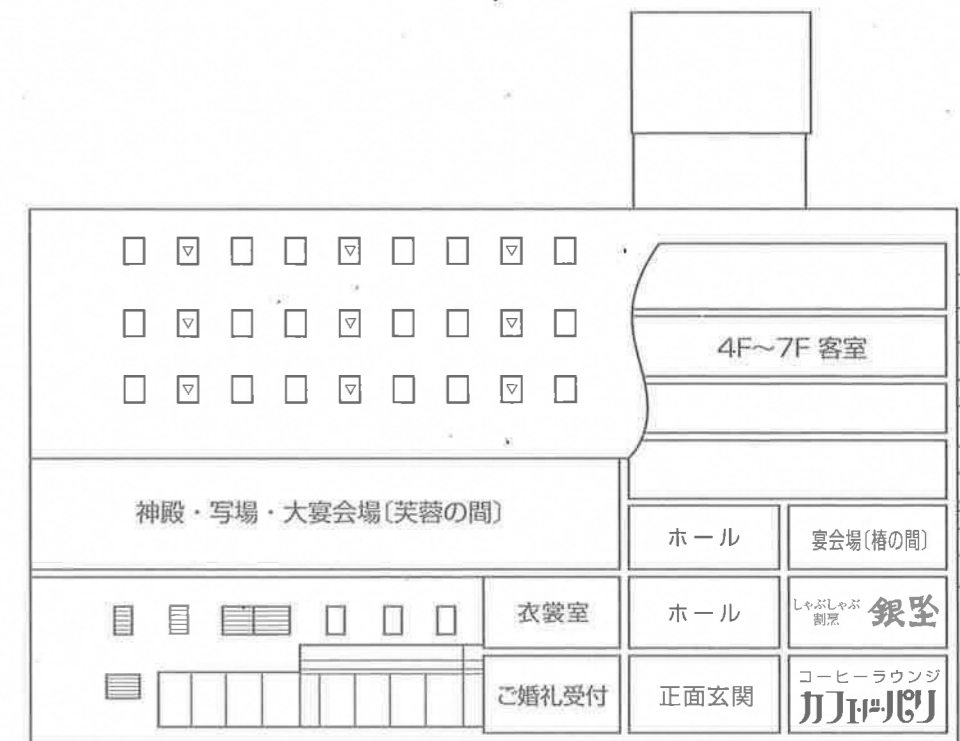 4F～7F 客室
神殿・写場・大宴会場〔芙蓉の間〕
ホール
宴会場〔椿の間〕
衣裳室
ホール
しゃぶしゃぶ
割烹
銀埜
ご婚礼受付
正面玄関
コーヒーラウンジ
カフェド・パリ